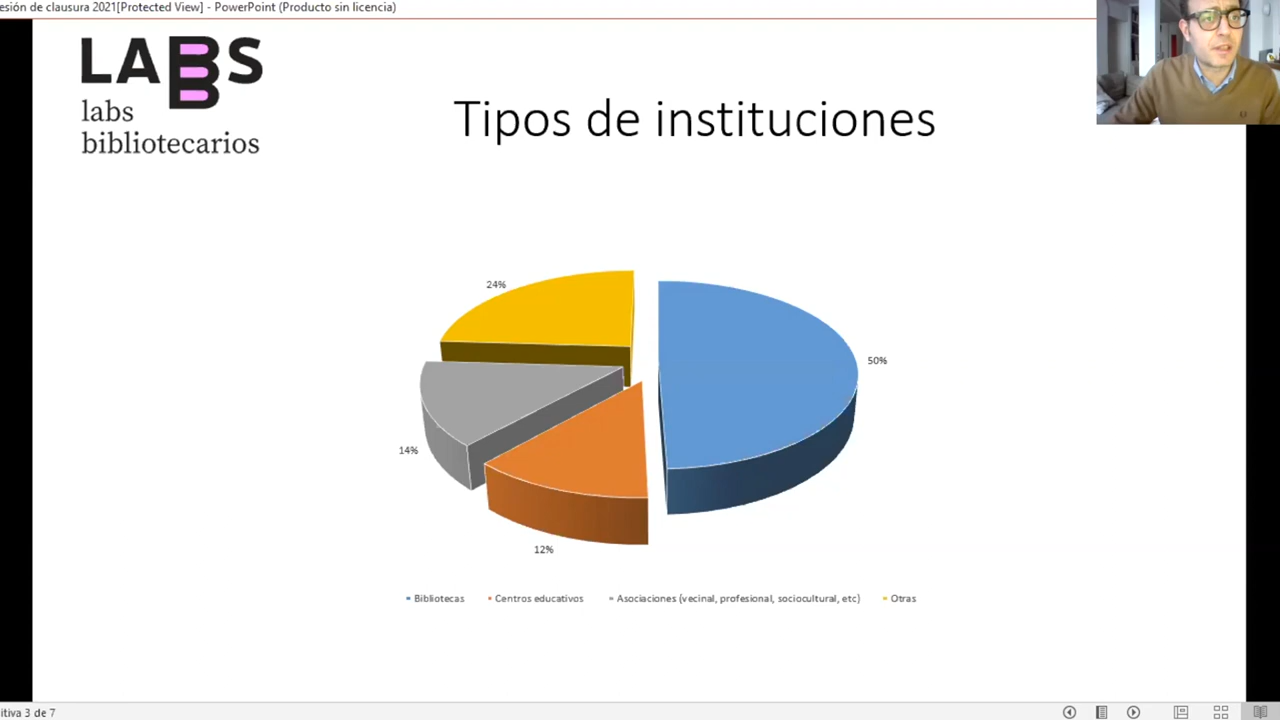 esión de clausura 2021[Protected View] - PowerPoint (Producto sin licencia)
LABS
labs
bibliotecarios
Tipos de instituciones
24%
50%
14%
12%
Bibliotecas Centros educativos Asociaciones (vecinal, profesional, sociocultural, etc) Otras
itiva 3 de 7